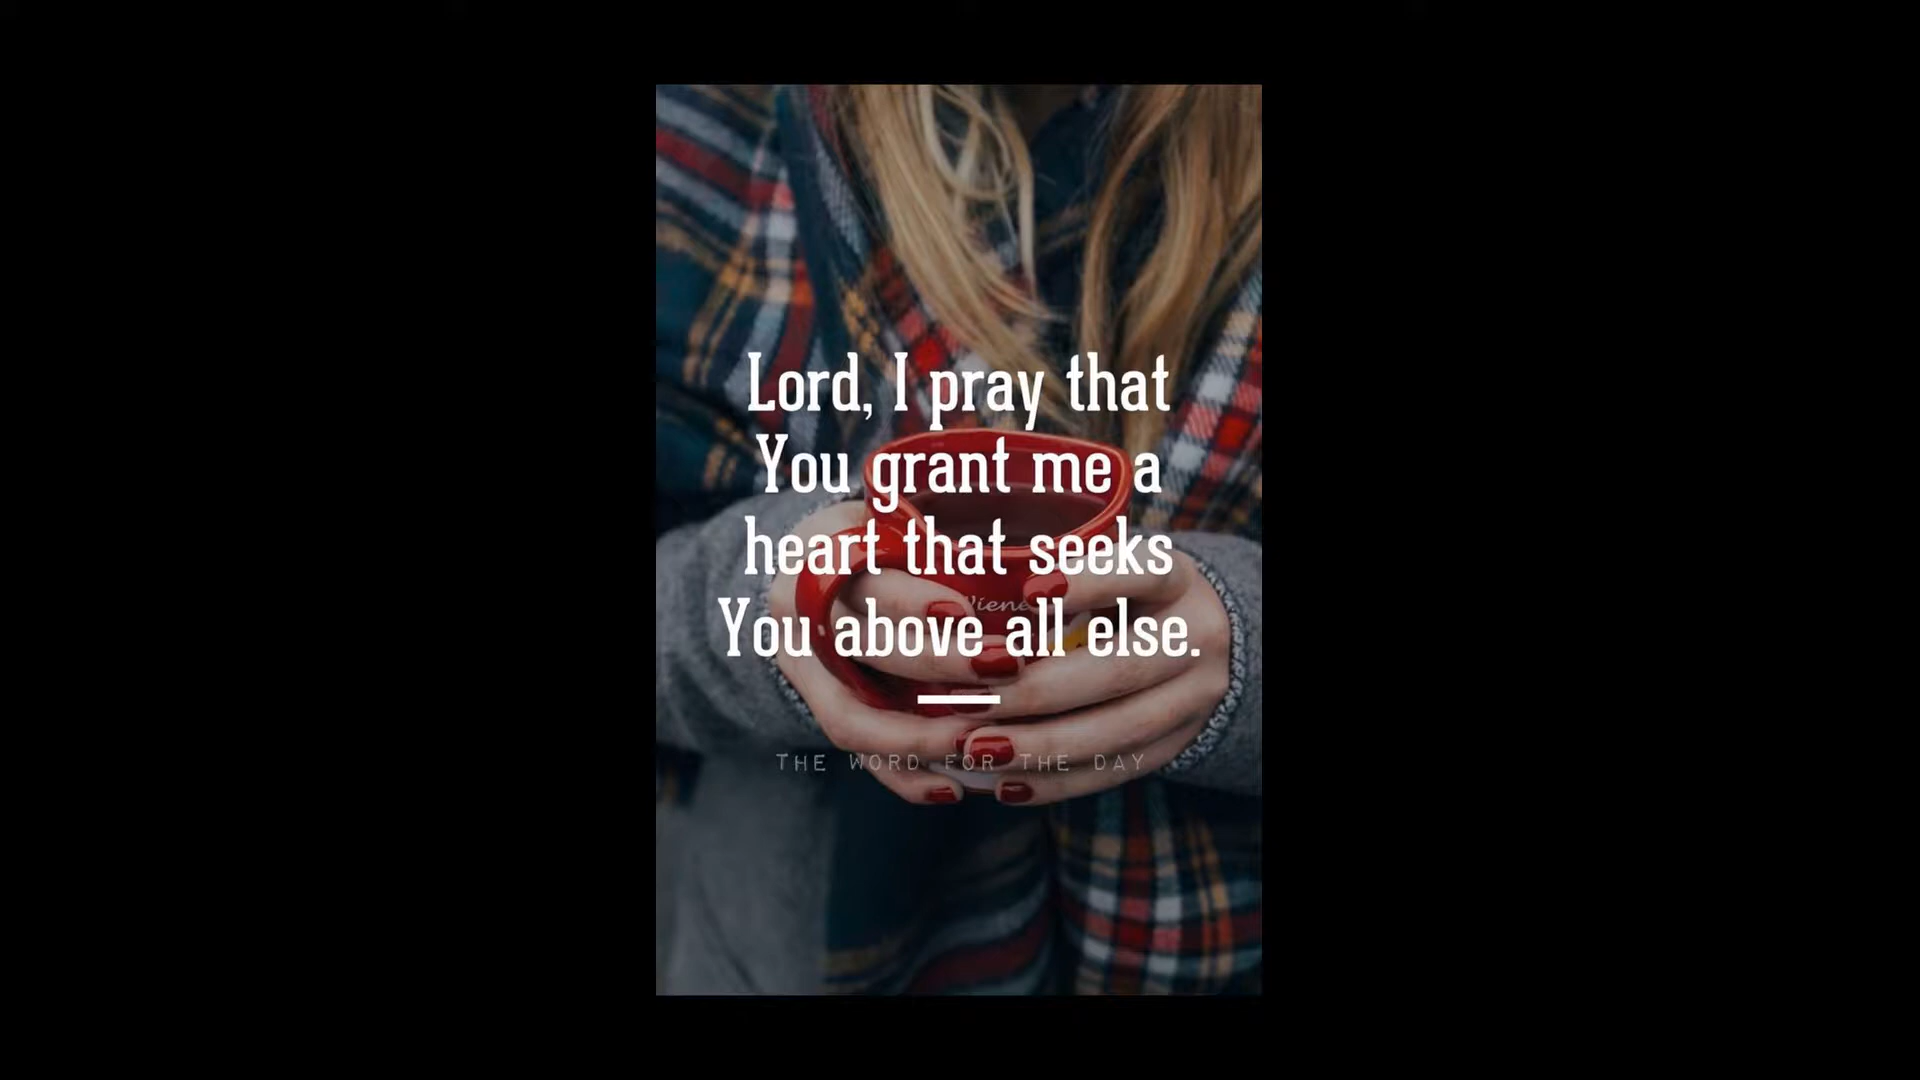 Lord, I pray that
You grant me a
heart that seeks
You above all else.
THE WORD FOR THE DAY